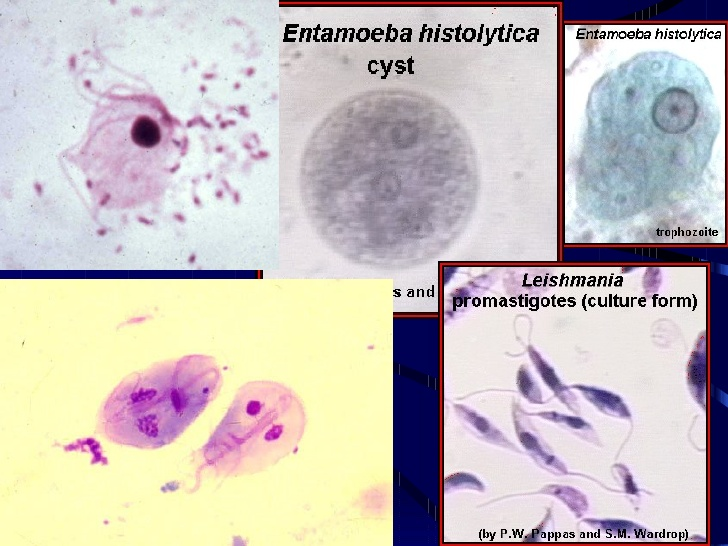 Entamoeba histolytica
cyst
Entamoeba histolytica
trophozoite
s and
Leishmania
promastigotes (culture form)
(by P.W. Pappas and S.M. Wardrop)